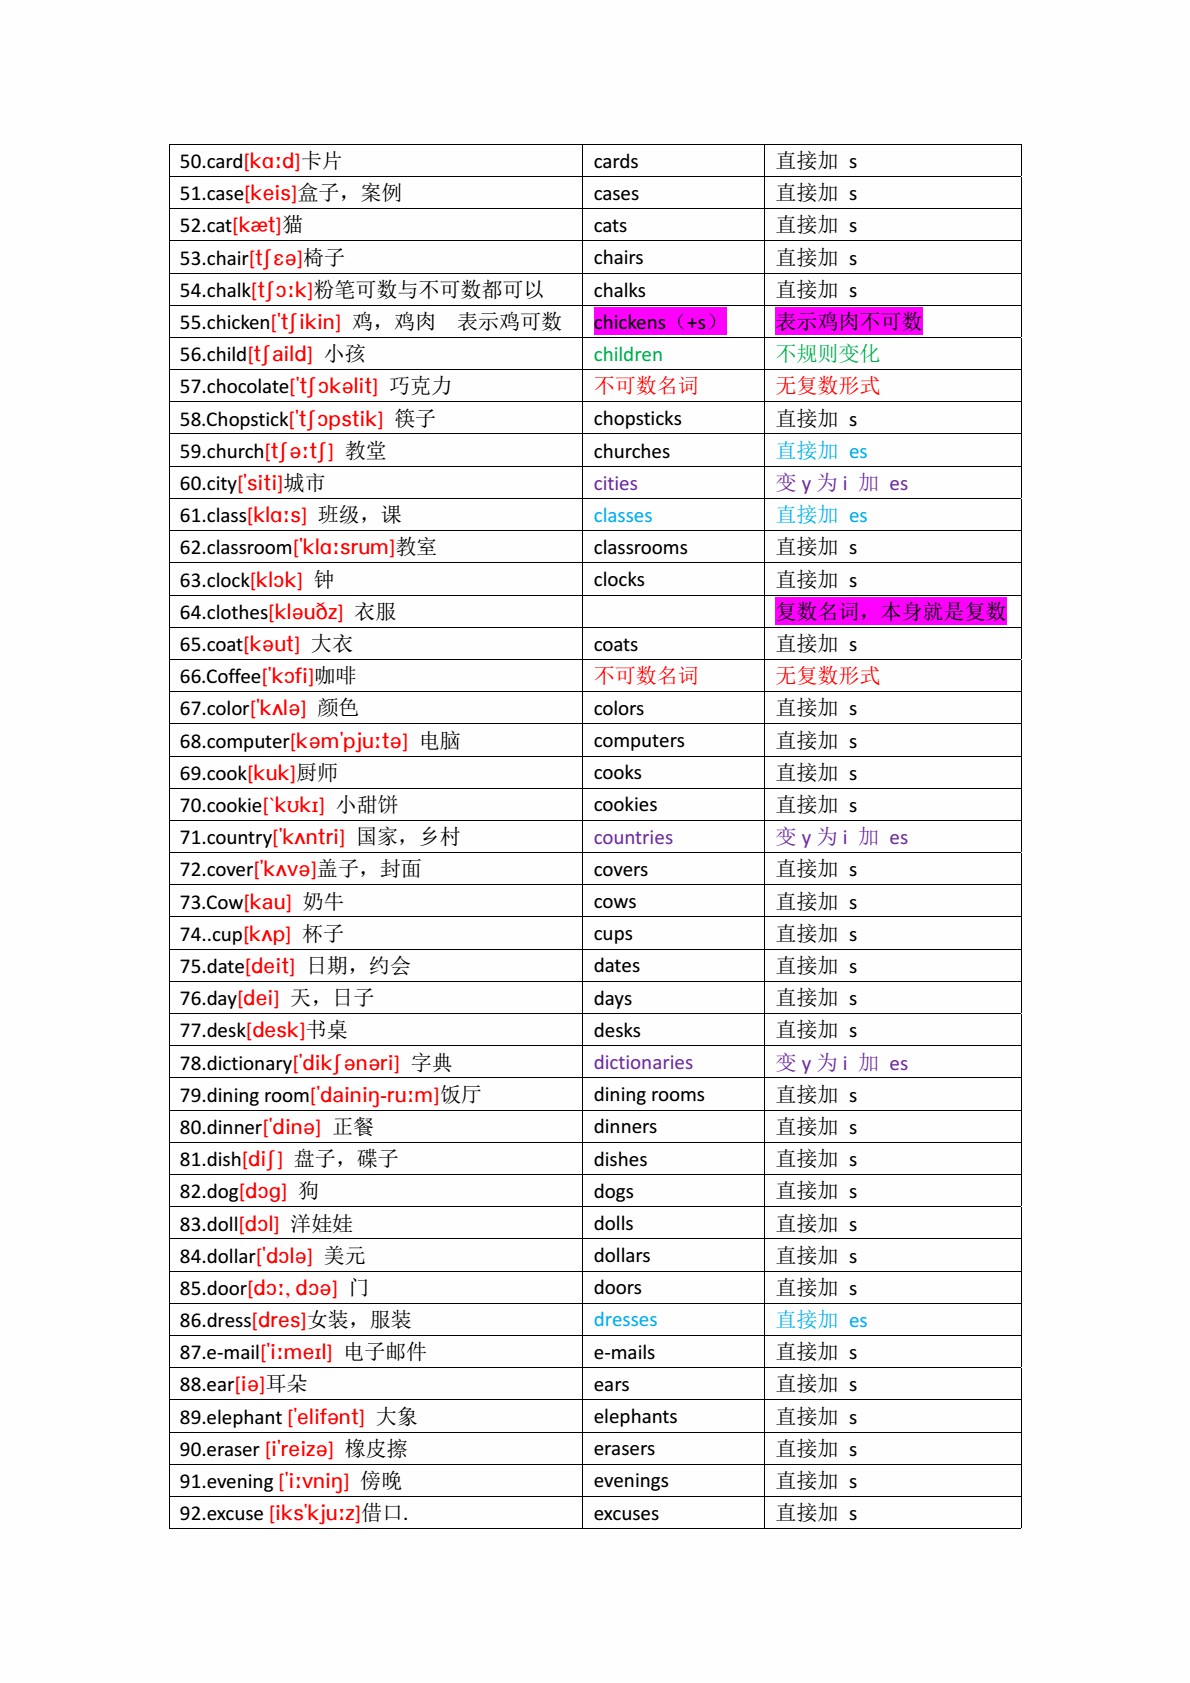 50.card[kɑːd]卡片 cards 直接加 s
51.case[keis]盒子，案例 cases 直接加 s
52.cat[kæt]猫 cats 直接加 s
53.chair[tʃɛə]椅子 chairs 直接加 s
54.chalk[tʃɔːk]粉笔可数与不可数都可以 chalks 直接加 s
55.chicken['tʃikin] 鸡，鸡肉 表示鸡可数 chickens（+s） 表示鸡肉不可数
56.child[tʃaild] 小孩 children 不规则变化
57.chocolate['tʃɔkəlit] 巧克力 不可数名词 无复数形式
58.Chopstick['tʃɔpstik] 筷子 chopsticks 直接加 s
59.church[tʃəːtʃ] 教堂 churches 直接加 es
60.city['siti]城市 cities 变 y 为 i 加 es
61.class[klɑːs] 班级，课 classes 直接加 es
62.classroom['klɑːsrum]教室 classrooms 直接加 s
63.clock[klɔk] 钟 clocks 直接加 s
64.clothes[kləuðz] 衣服 复数名词，本身就是复数
65.coat[kəut] 大衣 coats 直接加 s
66.Coffee['kɔfi]咖啡 不可数名词 无复数形式
67.color['kʌlə] 颜色 colors 直接加 s
68.computer[kəm'pjuːtə] 电脑 computers 直接加 s
69.cook[kuk]厨师 cooks 直接加 s
70.cookie[`kʊkɪ] 小甜饼 cookies 直接加 s
71.country['kʌntri] 国家，乡村 countries 变 y 为 i 加 es
72.cover['kʌvə]盖子，封面 covers 直接加 s
73.Cow[kau] 奶牛 cows 直接加 s
74..cup[kʌp] 杯子 cups 直接加 s
75.date[deit] 日期，约会 dates 直接加 s
76.day[dei] 天，日子 days 直接加 s
77.desk[desk]书桌 desks 直接加 s
78.dictionary['dikʃənəri] 字典 dictionaries 变 y 为 i 加 es
79.dining room['dainiŋ-ruːm]饭厅 dining rooms 直接加 s
80.dinner['dinə] 正餐 dinners 直接加 s
81.dish[diʃ] 盘子，碟子 dishes 直接加 s
82.dog[dɔg] 狗 dogs 直接加 s
83.doll[dɔl] 洋娃娃 dolls 直接加 s
84.dollar['dɔlə] 美元 dollars 直接加 s
85.door[dɔː, dɔə] 门 doors 直接加 s
86.dress[dres]女装，服装 dresses 直接加 es
87.e-mail['iːmeɪl] 电子邮件 e-mails 直接加 s
88.ear[iə]耳朵 ears 直接加 s
89.elephant ['elifənt] 大象 elephants 直接加 s
90.eraser [i'reizə] 橡皮擦 erasers 直接加 s
91.evening ['iːvniŋ] 傍晚 evenings 直接加 s
92.excuse [iks'kjuːz]借口. excuses 直接加 s